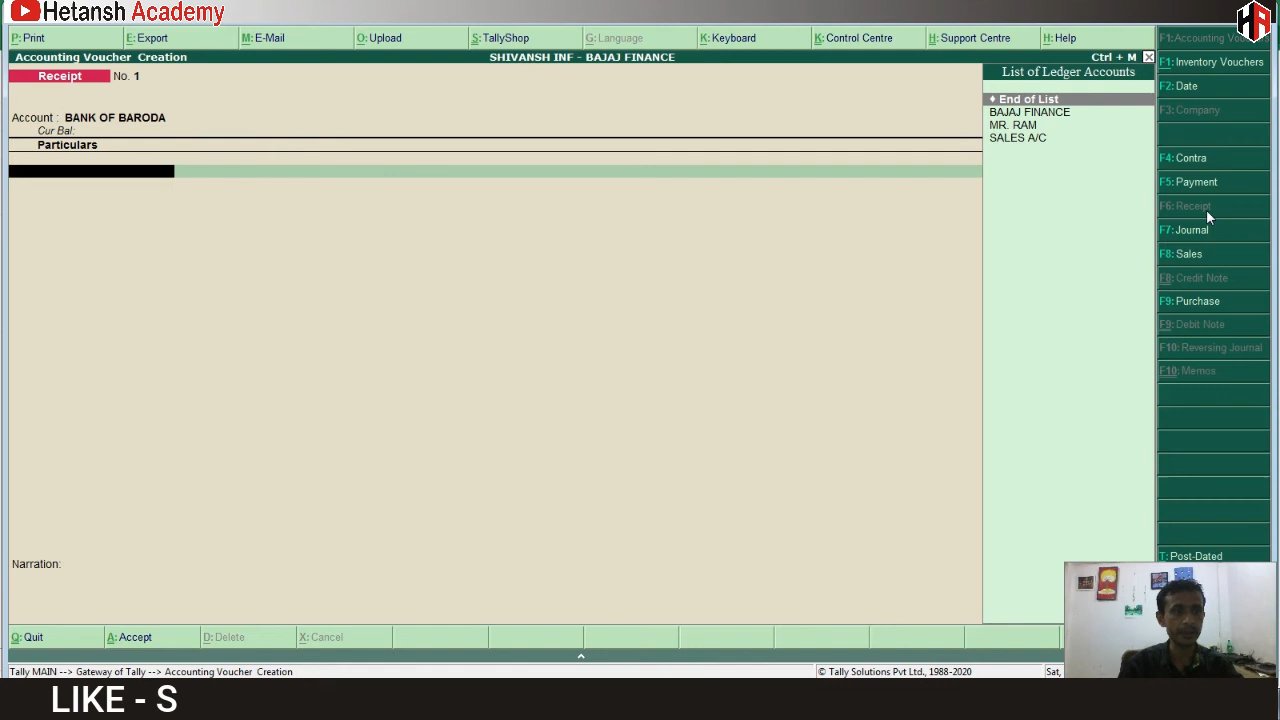 Hetansh Academy
P: Print
E: Export
M: E-Mail
O: Upload
S: TallyShop
G: Language
K: Keyboard
K: Control Centre
H: Support Centre
H: Help
Accounting Voucher Creation
SHIVANSH INF - BAJAJ FINANCE
Ctrl + M
Receipt No. 1
Account : BANK OF BARODA
Cur Bal:
Particulars
Narration:
List of Ledger Accounts
♦ End of List
BAJAJ FINANCE
MR. RAM
SALES A/C
F1: Accounting Vou
F1: Inventory Vouchers
F2: Date
F3: Company
F4: Contra
F5: Payment
F6: Receipt
F7: Journal
F8: Sales
F8: Credit Note
F9: Purchase
F9: Debit Note
F10: Reversing Journal
F10: Memos
T: Post-Dated
Q: Quit
A: Accept
D: Delete
X: Cancel
Tally MAIN --> Gateway of Tally --> Accounting Voucher Creation
© Tally Solutions Pvt Ltd., 1988-2020
Sat,
LIKE - S